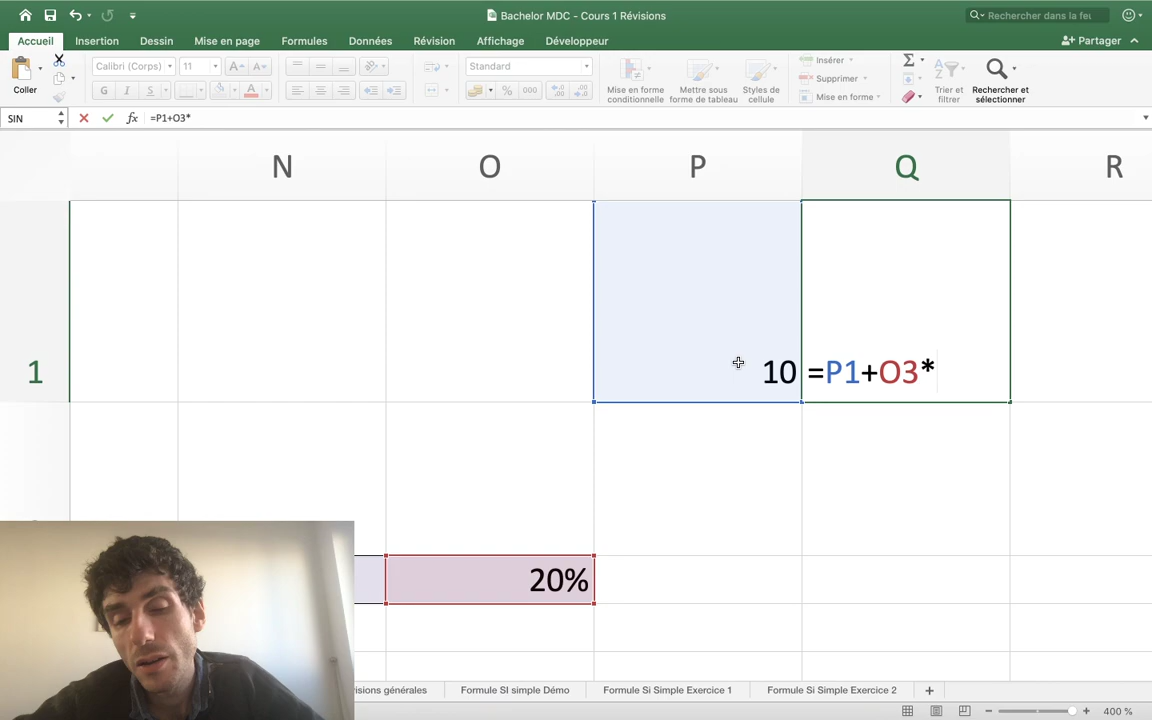 Bachelor MDC - Cours 1 Révisions
Rechercher dans la feu
Accueil Insertion Dessin Mise en page Formules Données Révision Affichage Développeur
Partager
Coller
Calibri (Corps) 11
A A
Standard
G I S A
% 000
Mise en forme conditionnelle
Mettre sous forme de tableau
Styles de cellule
Insérer
Supprimer
Mise en forme
Trier et filtrer
Rechercher et sélectionner
SIN fx =P1+O3*
N O P Q R
1 10 =P1+O3*
20%
visions générales Formule SI simple Démo Formule Si Simple Exercice 1 Formule Si Simple Exercice 2 +
400 %